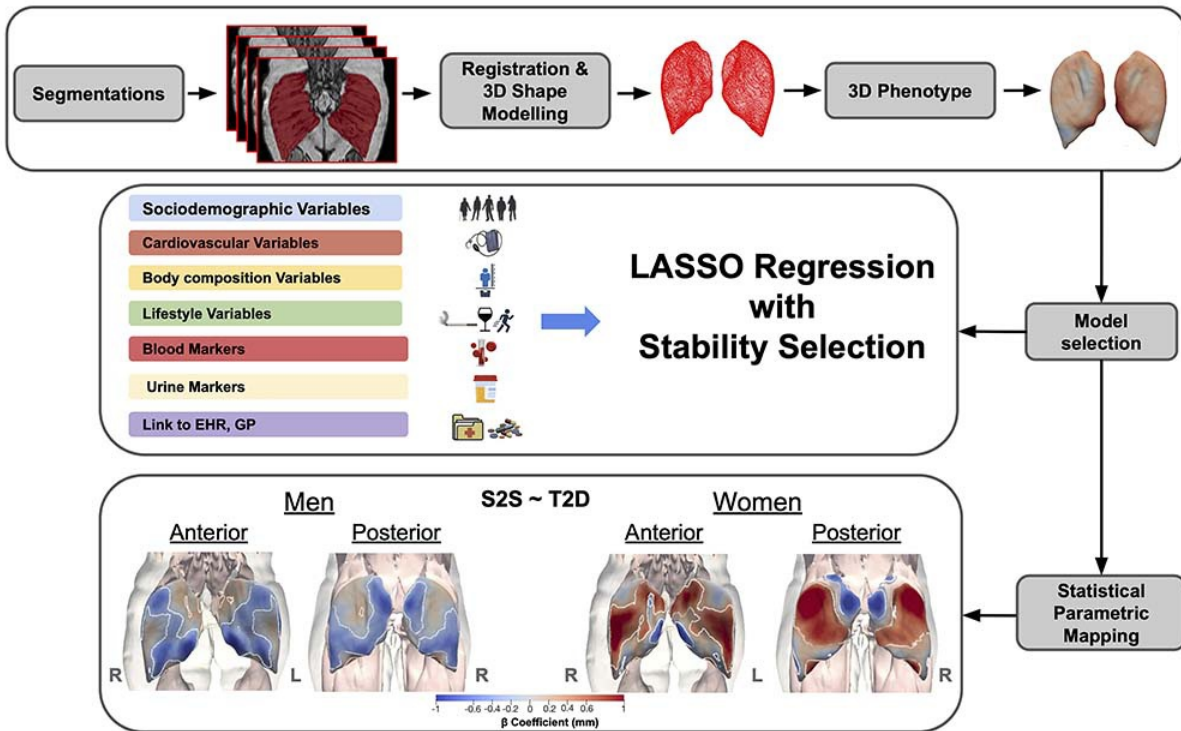 Segmentations
Registration &
3D Shape
Modelling
3D Phenotype
Sociodemographic Variables
Cardiovascular Variables
Body composition Variables
Lifestyle Variables
Blood Markers
Urine Markers
Link to EHR, GP
LASSO Regression
with
Stability Selection
Model
selection
Men
S2S ~ T2D
Women
Anterior
Posterior
Anterior
Posterior
R
L
R
R
L
R
-1
-0.6
-0.4
-0.2
0
0.2
0.4
0.6
1
β Coefficient (mm)
Statistical
Parametric
Mapping